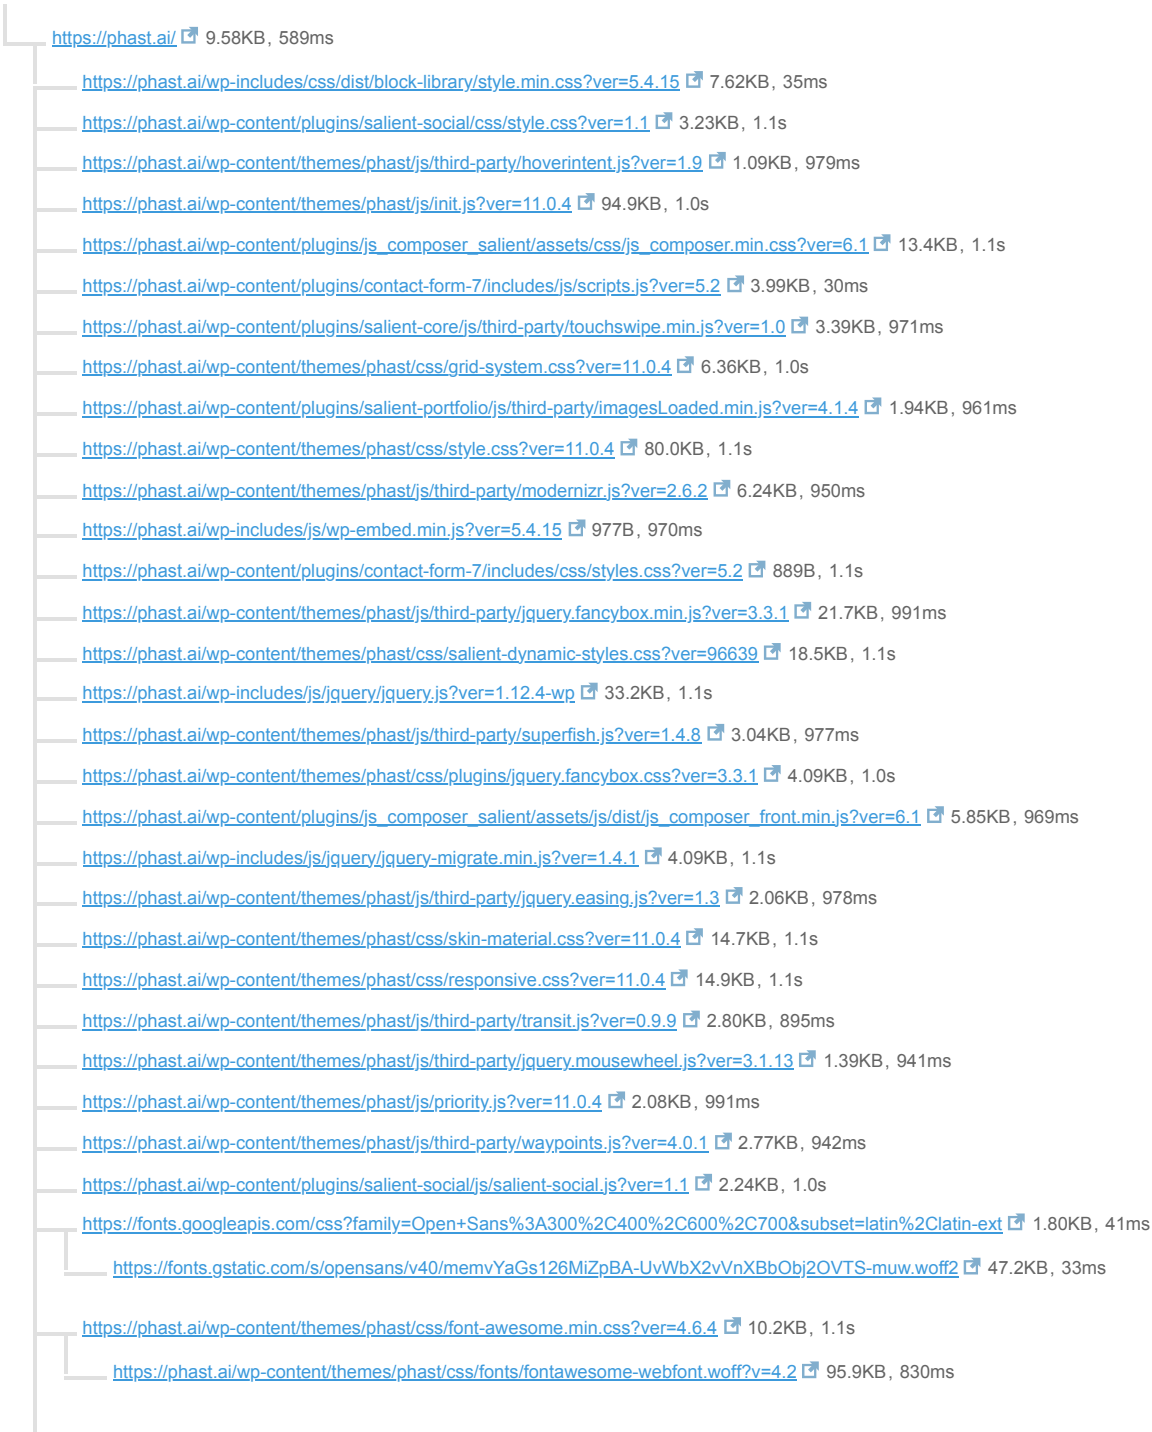 https://phast.ai/ 9.58KB, 589ms
https://phast.ai/wp-includes/css/dist/block-library/style.min.css?ver=5.4.15 7.62KB, 35ms
https://phast.ai/wp-content/plugins/salient-social/css/style.css?ver=1.1 3.23KB, 1.1s
https://phast.ai/wp-content/themes/phast/js/third-party/hoverintent.js?ver=1.9 1.09KB, 979ms
https://phast.ai/wp-content/themes/phast/js/init.js?ver=11.0.4 94.9KB, 1.0s
https://phast.ai/wp-content/plugins/js_composer_salient/assets/css/js_composer.min.css?ver=6.1 13.4KB, 1.1s
https://phast.ai/wp-content/plugins/contact-form-7/includes/js/scripts.js?ver=5.2 3.99KB, 30ms
https://phast.ai/wp-content/plugins/salient-core/js/third-party/touchswipe.min.js?ver=1.0 3.39KB, 971ms
https://phast.ai/wp-content/themes/phast/css/grid-system.css?ver=11.0.4 6.36KB, 1.0s
https://phast.ai/wp-content/plugins/salient-portfolio/js/third-party/imagesLoaded.min.js?ver=4.1.4 1.94KB, 961ms
https://phast.ai/wp-content/themes/phast/css/style.css?ver=11.0.4 80.0KB, 1.1s
https://phast.ai/wp-content/themes/phast/js/third-party/modernizr.js?ver=2.6.2 6.24KB, 950ms
https://phast.ai/wp-includes/js/wp-embed.min.js?ver=5.4.15 977B, 970ms
https://phast.ai/wp-content/plugins/contact-form-7/includes/css/styles.css?ver=5.2 889B, 1.1s
https://phast.ai/wp-content/themes/phast/js/third-party/jquery.fancybox.min.js?ver=3.3.1 21.7KB, 991ms
https://phast.ai/wp-content/themes/phast/css/salient-dynamic-styles.css?ver=96639 18.5KB, 1.1s
https://phast.ai/wp-includes/js/jquery/jquery.js?ver=1.12.4-wp 33.2KB, 1.1s
https://phast.ai/wp-content/themes/phast/js/third-party/superfish.js?ver=1.4.8 3.04KB, 977ms
https://phast.ai/wp-content/themes/phast/css/plugins/jquery.fancybox.css?ver=3.3.1 4.09KB, 1.0s
https://phast.ai/wp-content/plugins/js_composer_salient/assets/js/dist/js_composer_front.min.js?ver=6.1 5.85KB, 969ms
https://phast.ai/wp-includes/js/jquery/jquery-migrate.min.js?ver=1.4.1 4.09KB, 1.1s
https://phast.ai/wp-content/themes/phast/js/third-party/jquery.easing.js?ver=1.3 2.06KB, 978ms
https://phast.ai/wp-content/themes/phast/css/skin-material.css?ver=11.0.4 14.7KB, 1.1s
https://phast.ai/wp-content/themes/phast/css/responsive.css?ver=11.0.4 14.9KB, 1.1s
https://phast.ai/wp-content/themes/phast/js/third-party/transit.js?ver=0.9.9 2.80KB, 895ms
https://phast.ai/wp-content/themes/phast/js/third-party/jquery.mousewheel.js?ver=3.1.13 1.39KB, 941ms
https://phast.ai/wp-content/themes/phast/js/priority.js?ver=11.0.4 2.08KB, 991ms
https://phast.ai/wp-content/themes/phast/js/third-party/waypoints.js?ver=4.0.1 2.77KB, 942ms
https://phast.ai/wp-content/plugins/salient-social/js/salient-social.js?ver=1.1 2.24KB, 1.0s
https://fonts.googleapis.com/css?family=Open+Sans%3A300%2C400%2C600%2C700&subset=latin%2Clatin-ext 1.80KB, 41ms
https://fonts.gstatic.com/s/opensans/v40/memvYaGs126MiZpBA-UvWbX2vVnXBbObj2OVTS-muw.woff2 47.2KB, 33ms
https://phast.ai/wp-content/themes/phast/css/font-awesome.min.css?ver=4.6.4 10.2KB, 1.1s
https://phast.ai/wp-content/themes/phast/css/fonts/fontawesome-webfont.woff?v=4.2 95.9KB, 830ms